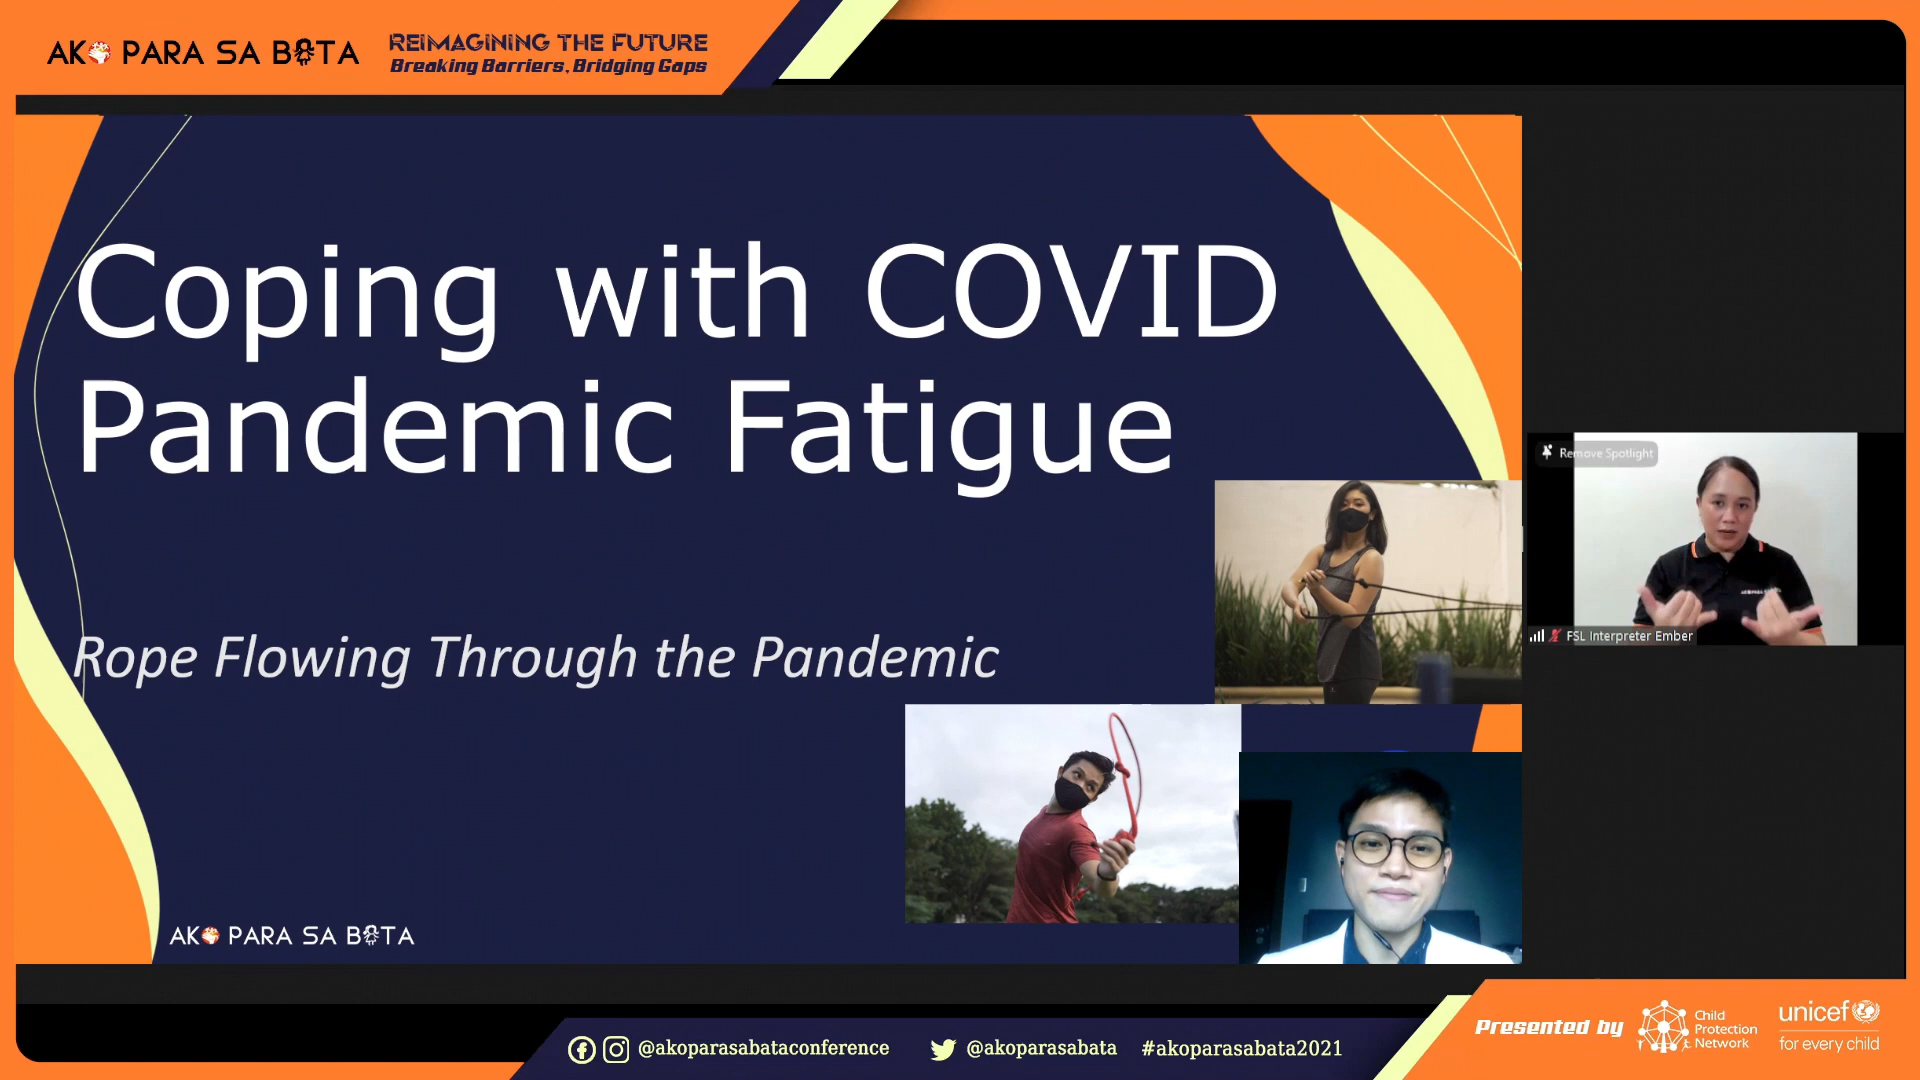 AKO PARA SA BATA
REIMAGINING THE FUTURE
Breaking Barriers, Bridging Gaps
Coping with COVID
Pandemic Fatigue
Rope Flowing Through the Pandemic
Remove Spotlight
FSL Interpreter Ember
AKO PARA SA BATA
@akoparasabataconference
@akoparasabata
#akoparasabata2021
Presented by
Child
Protection
Network
unicef
for every child